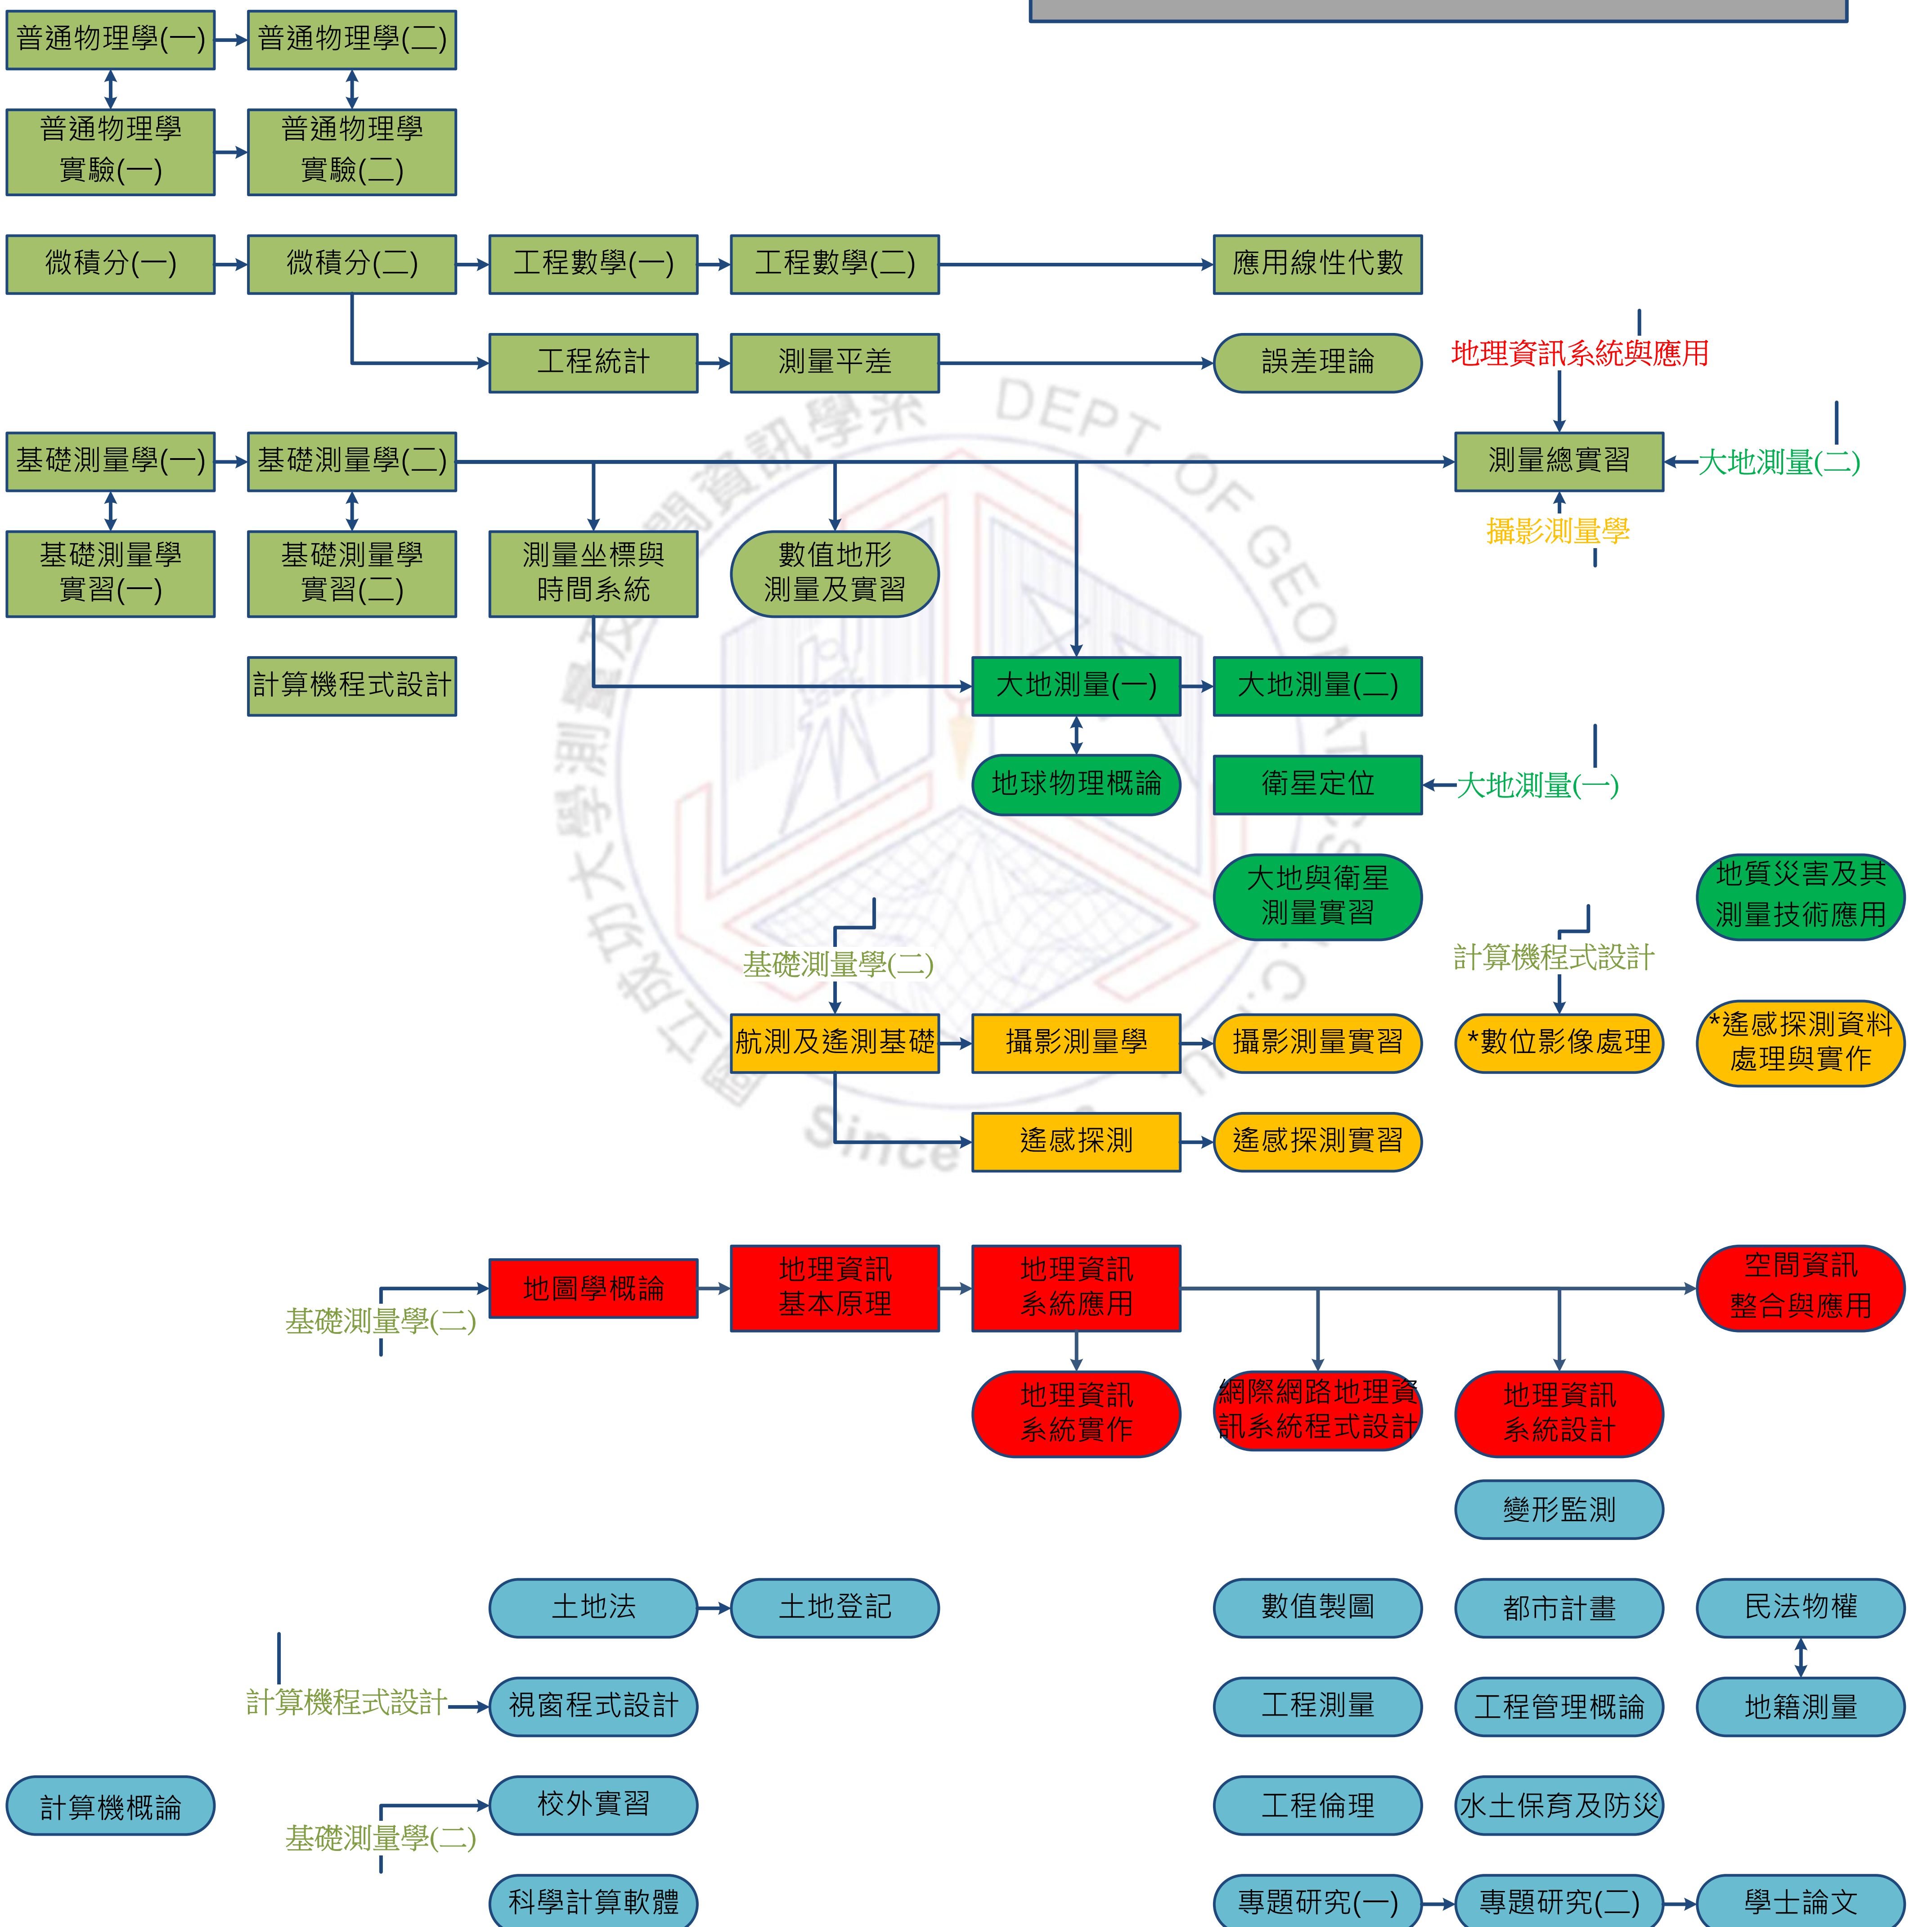 普通物理學(一)
普通物理學(二)
普通物理學
實驗(一)
普通物理學
實驗(二)
微積分(一)
微積分(二)
工程數學(一)
工程數學(二)
應用線性代數
工程統計
測量平差
誤差理論
地理資訊系統與應用
基礎測量學(一)
基礎測量學(二)
測量總實習
大地測量(二)
攝影測量學
基礎測量學
實習(一)
基礎測量學
實習(二)
測量坐標與
時間系統
數值地形
測量及實習
計算機程式設計
大地測量(一)
大地測量(二)
地球物理概論
衛星定位
大地測量(一)
大地與衛星
測量實習
地質災害及其
測量技術應用
基礎測量學(二)
計算機程式設計
航測及遙測基礎
攝影測量學
攝影測量實習
*數位影像處理
*遙感探測資料
處理與實作
遙感探測
遙感探測實習
基礎測量學(二)
地圖學概論
地理資訊
基本原理
地理資訊
系統應用
空間資訊
整合與應用
地理資訊
系統實作
網際網路地理資
訊系統程式設計
地理資訊
系統設計
變形監測
土地法
土地登記
數值製圖
都市計畫
民法物權
計算機程式設計
視窗程式設計
工程測量
工程管理概論
地籍測量
計算機概論
基礎測量學(二)
校外實習
工程倫理
水土保育及防災
科學計算軟體
專題研究(一)
專題研究(二)
學士論文
DEPT OF GEOMATICS
Since